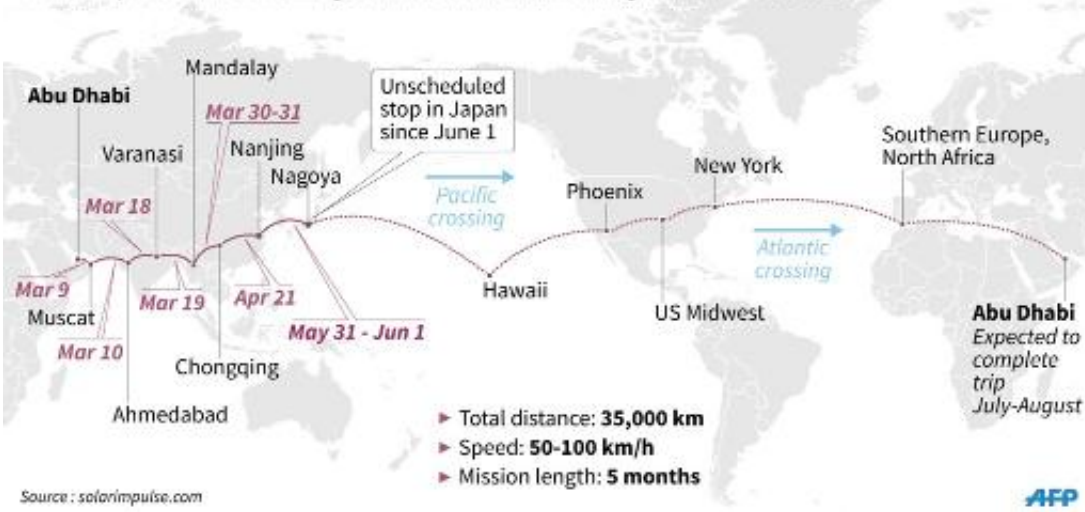 Mandalay
Abu Dhabi
Mar 30-31
Unscheduled
stop in Japan
since June 1
Varanasi
Nanjing
Nagoya
Mar 18
Pacific
crossing
Phoenix
New York
Southern Europe,
North Africa
Atlantic
crossing
Mar 9
Muscat
Mar 10
Mar 19
Apr 21
May 31 - Jun 1
Hawaii
US Midwest
Chongqing
Ahmedabad
Abu Dhabi
Expected to
complete
trip
July-August
► Total distance: 35,000 km
► Speed: 50-100 km/h
► Mission length: 5 months
Source : solarimpulse.com
AFP